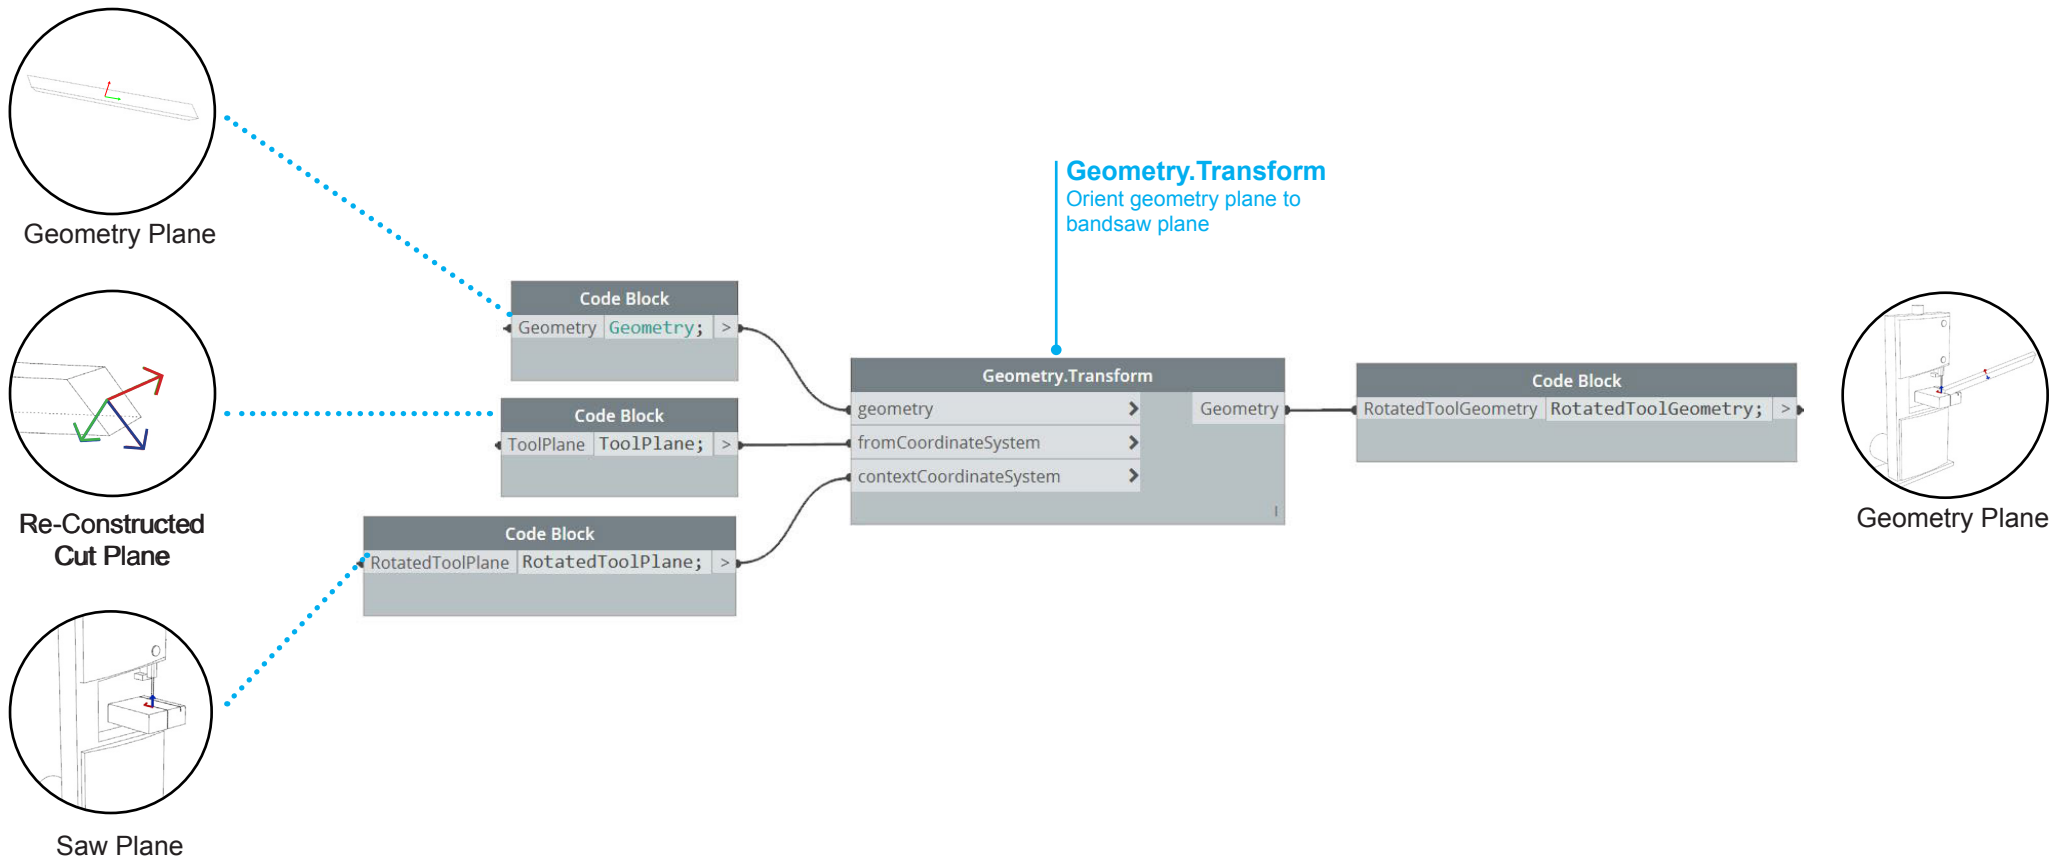 Geometry Plane
Re-Constructed
Cut Plane
Saw Plane
Geometry.Transform
Orient geometry plane to
bandsaw plane
Code Block
Geometry Geometry; >
Code Block
ToolPlane ToolPlane; >
Code Block
RotatedToolPlane RotatedToolPlane; >
Geometry.Transform
geometry > Geometry
fromCoordinateSystem >
contextCoordinateSystem >
Code Block
RotatedToolGeometry RotatedToolGeometry; >
Geometry Plane